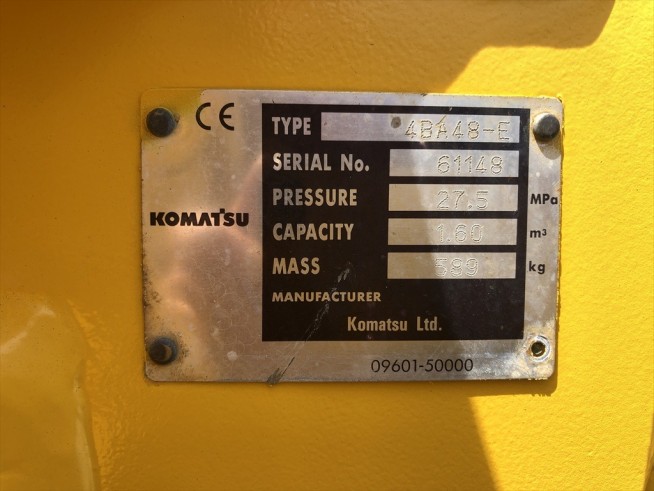 CE
TYPE 4BA48-E
SERIAL No. 61148
PRESSURE 27.5 MPa
KOMATSU
CAPACITY 1.60 m³
MASS 599 kg
MANUFACTURER
Komatsu Ltd.
09601-50000